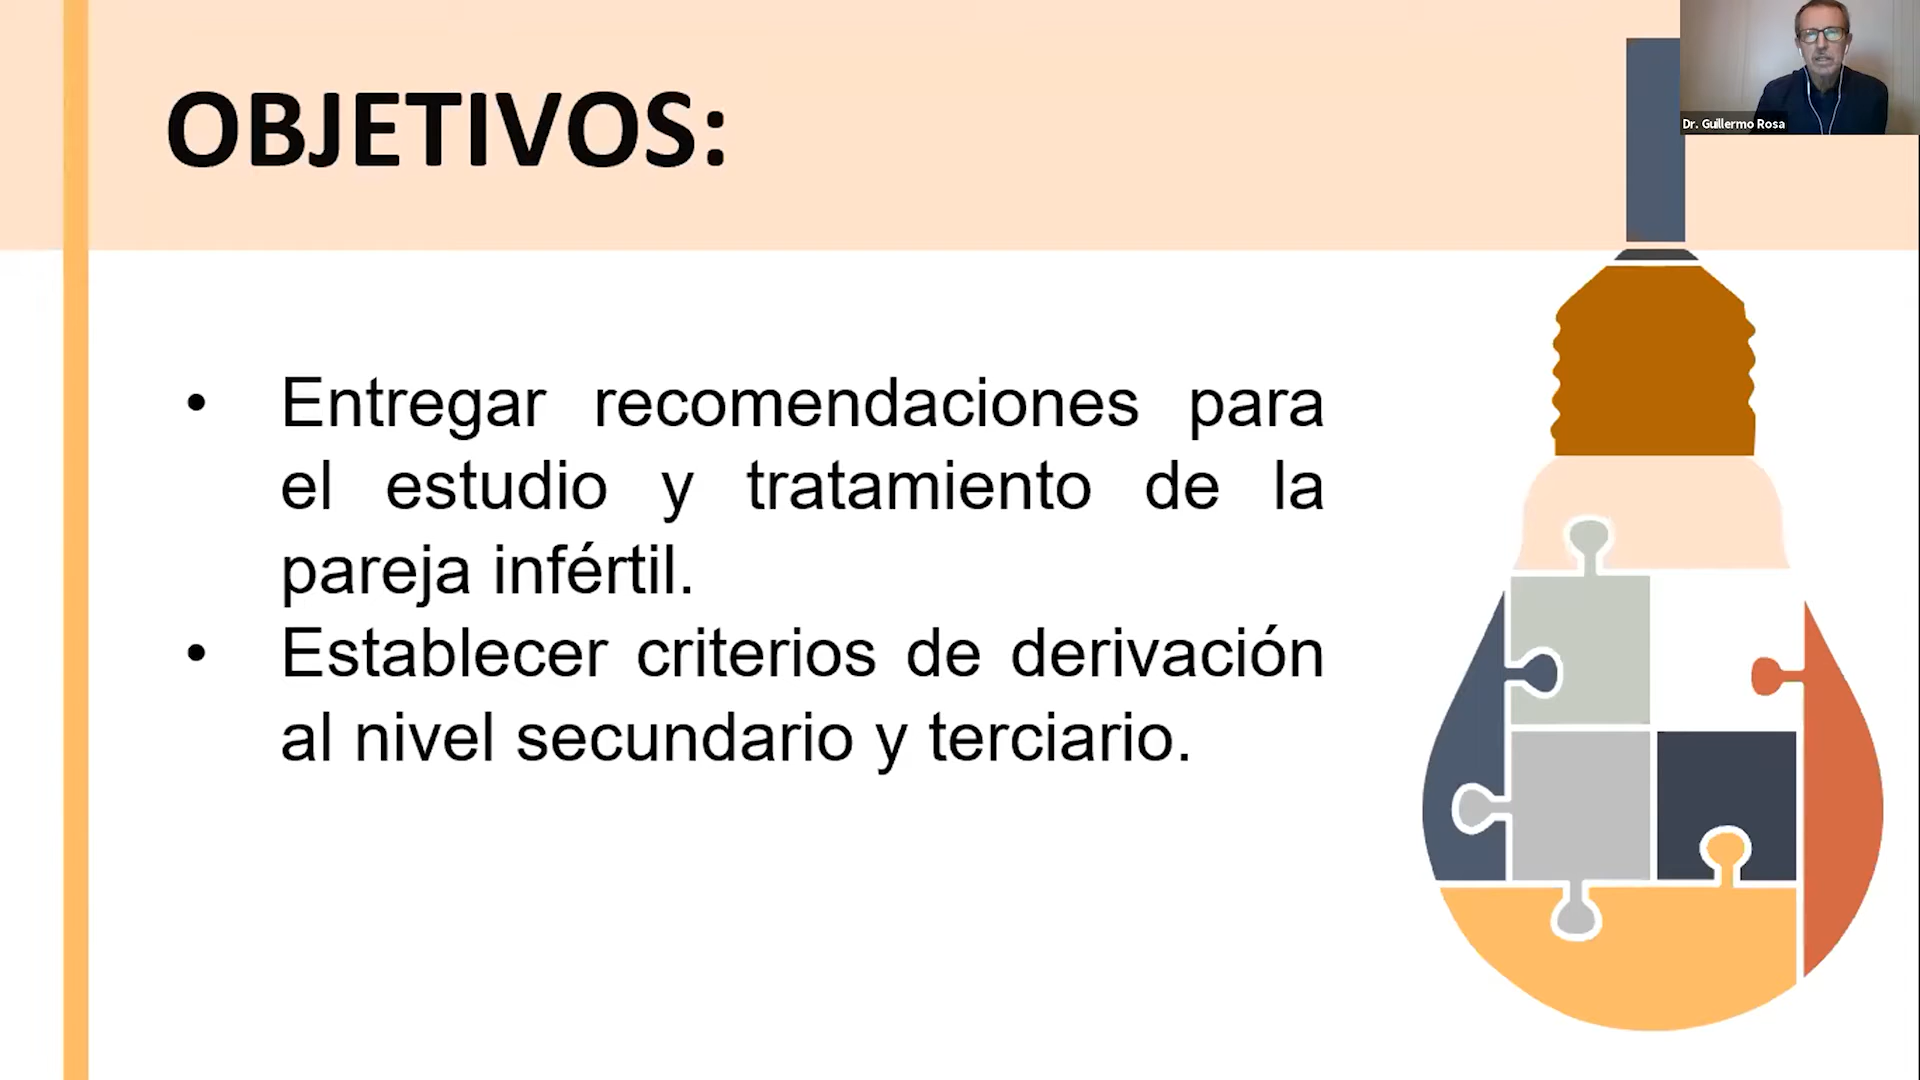 OBJETIVOS:
Dr. Guillermo Rosa
• Entregar recomendaciones para
el estudio y tratamiento de la
pareja infértil.
• Establecer criterios de derivación
al nivel secundario y terciario.